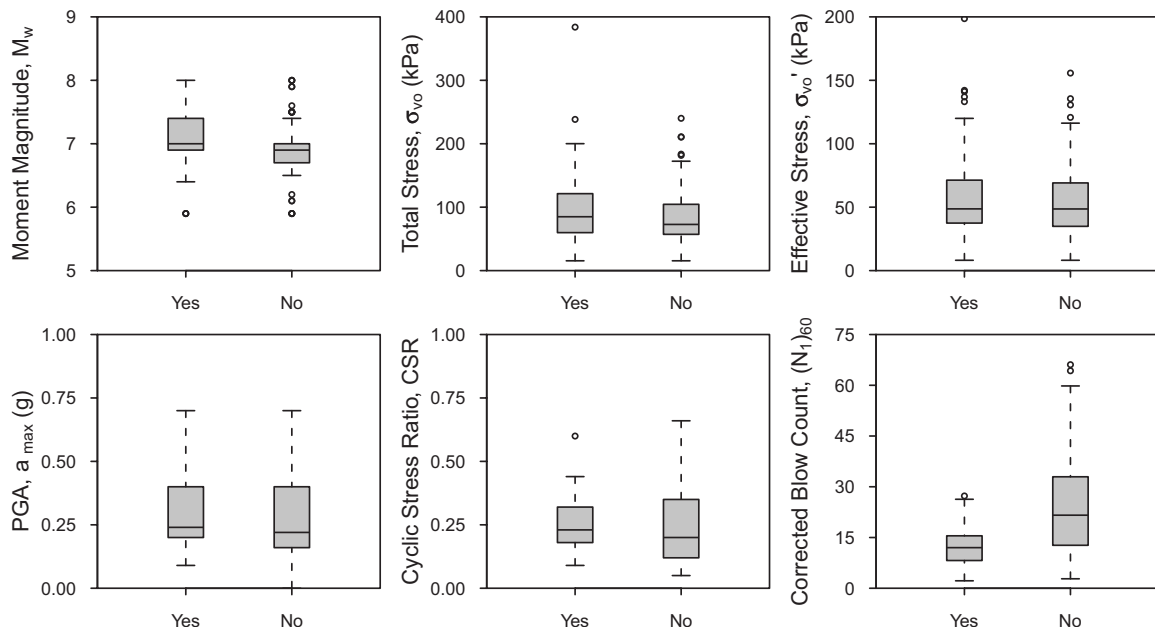 Moment Magnitude, Mw
9
8
7
6
5
Yes No
Total Stress, σvo (kPa)
400
300
200
100
0
Yes No
Effective Stress, σvo' (kPa)
200
150
100
50
0
Yes No
PGA, a max (g)
1.00
0.75
0.50
0.25
0.00
Yes No
Cyclic Stress Ratio, CSR
1.00
0.75
0.50
0.25
0.00
Yes No
Corrected Blow Count, (N1)60
75
60
45
30
15
0
Yes No